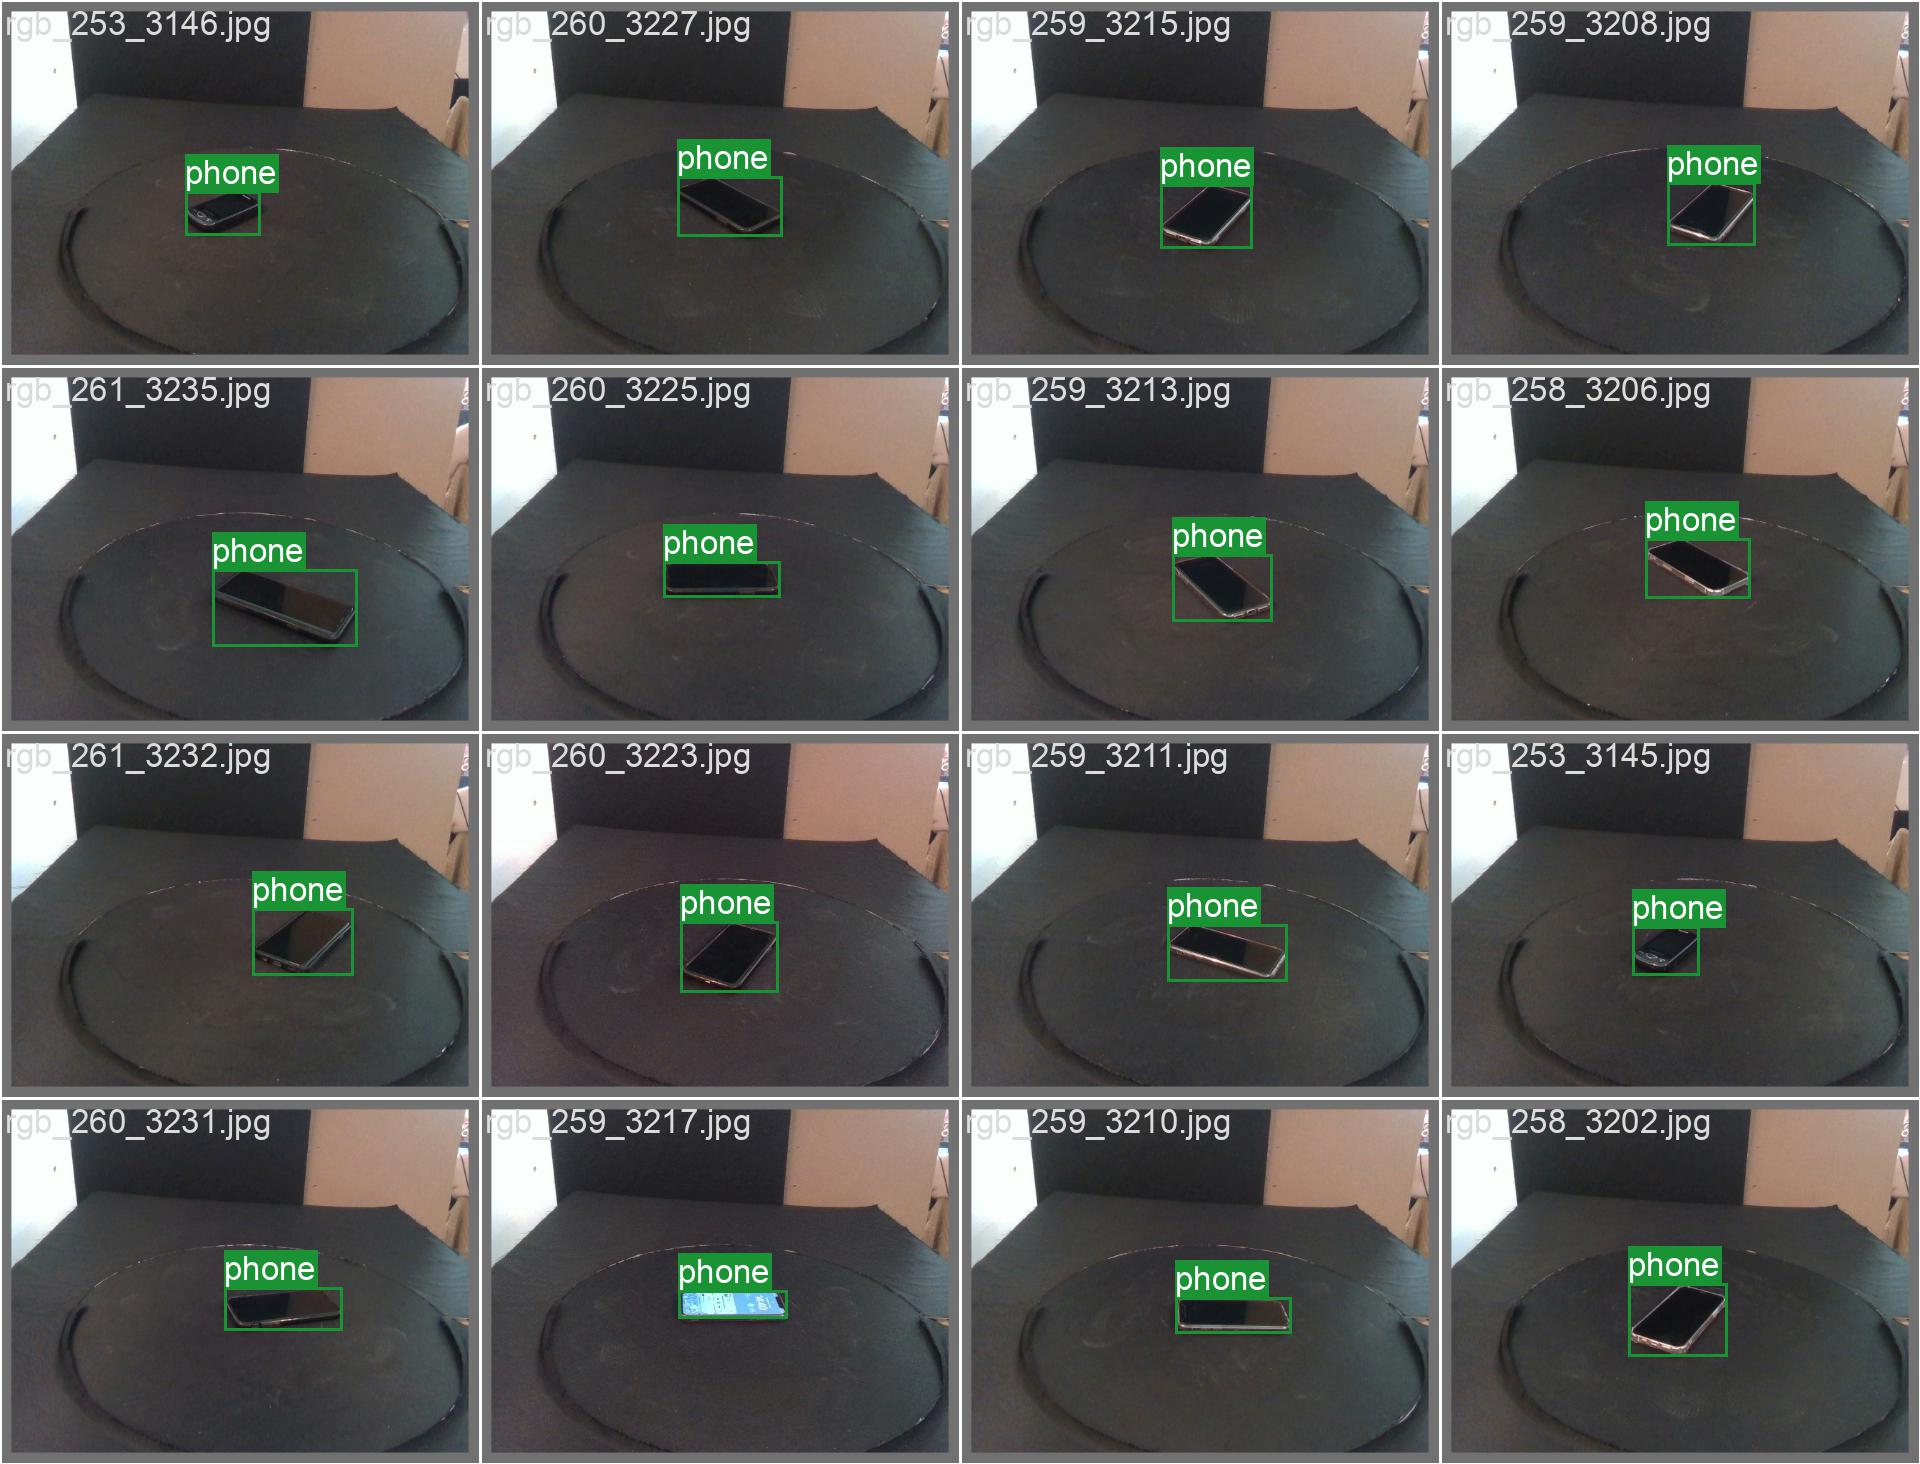 rgb_253_3146.jpg
phone
rgb_260_3227.jpg
phone
rgb_259_3215.jpg
phone
rgb_259_3208.jpg
phone
rgb_261_3235.jpg
phone
rgb_260_3225.jpg
phone
rgb_259_3213.jpg
phone
rgb_258_3206.jpg
phone
rgb_261_3232.jpg
phone
rgb_260_3223.jpg
phone
rgb_259_3211.jpg
phone
rgb_253_3145.jpg
phone
rgb_260_3231.jpg
phone
rgb_259_3217.jpg
phone
rgb_259_3210.jpg
phone
rgb_258_3202.jpg
phone